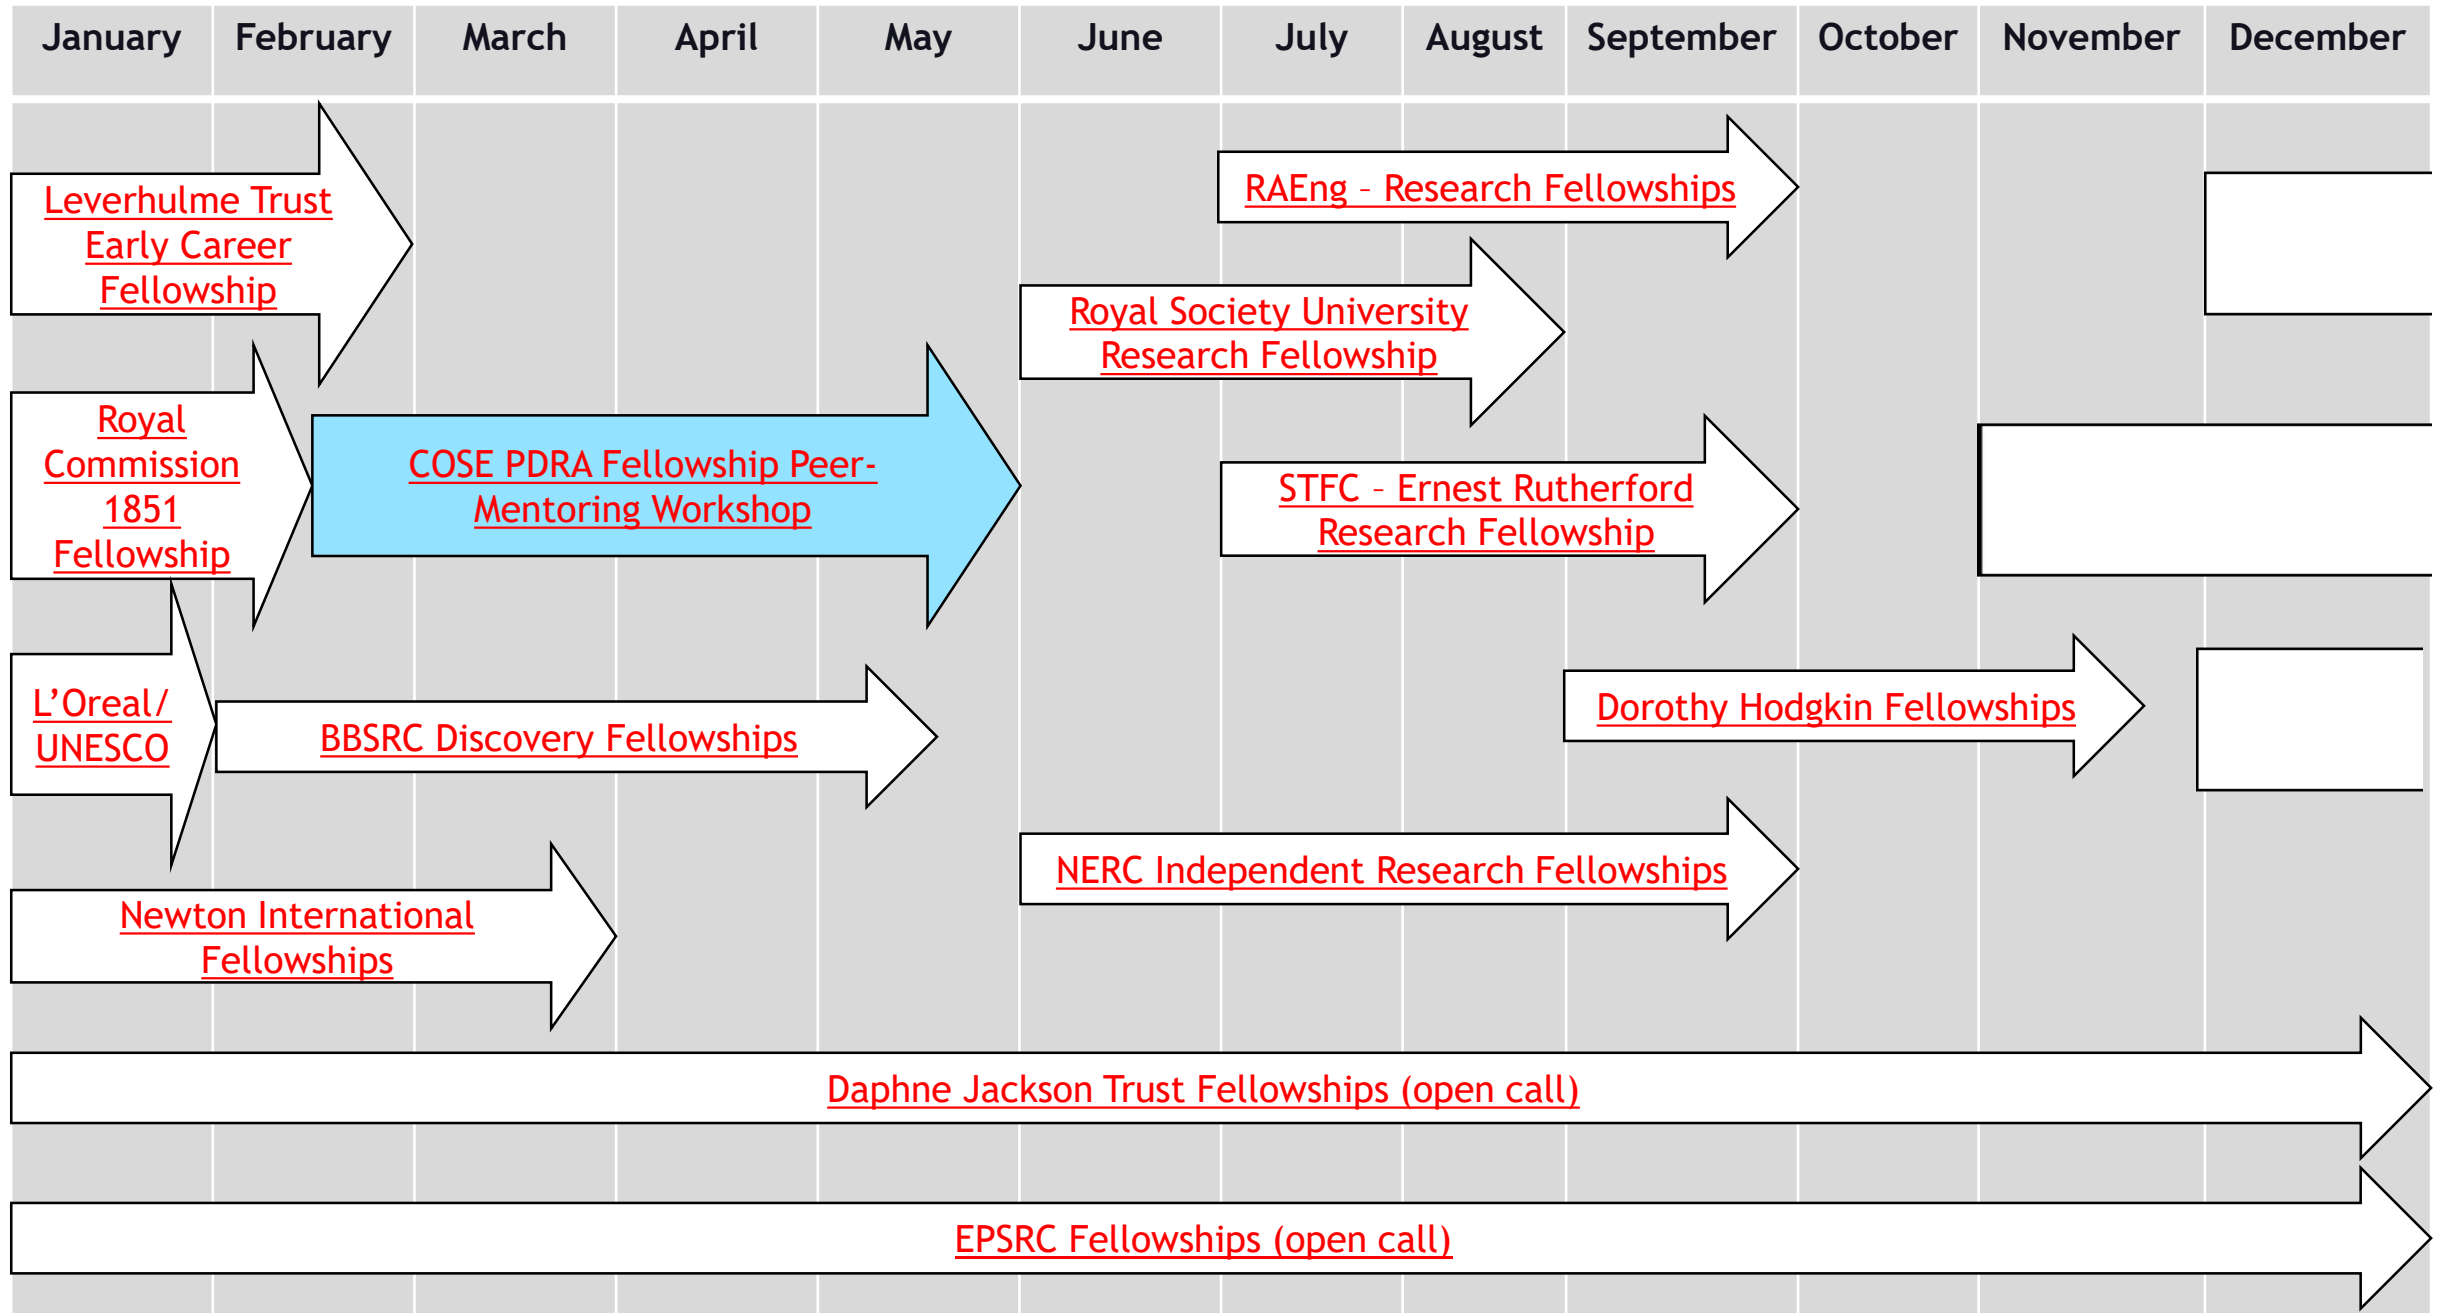 January February March April May June July August September October November December
Leverhulme Trust
Early Career
Fellowship
RAEng – Research Fellowships
Royal Society University
Research Fellowship
Royal
Commission
1851
Fellowship
COSE PDRA Fellowship Peer-
Mentoring Workshop
STFC – Ernest Rutherford
Research Fellowship
L’Oreal/
UNESCO
BBSRC Discovery Fellowships
Dorothy Hodgkin Fellowships
NERC Independent Research Fellowships
Newton International
Fellowships
Daphne Jackson Trust Fellowships (open call)
EPSRC Fellowships (open call)